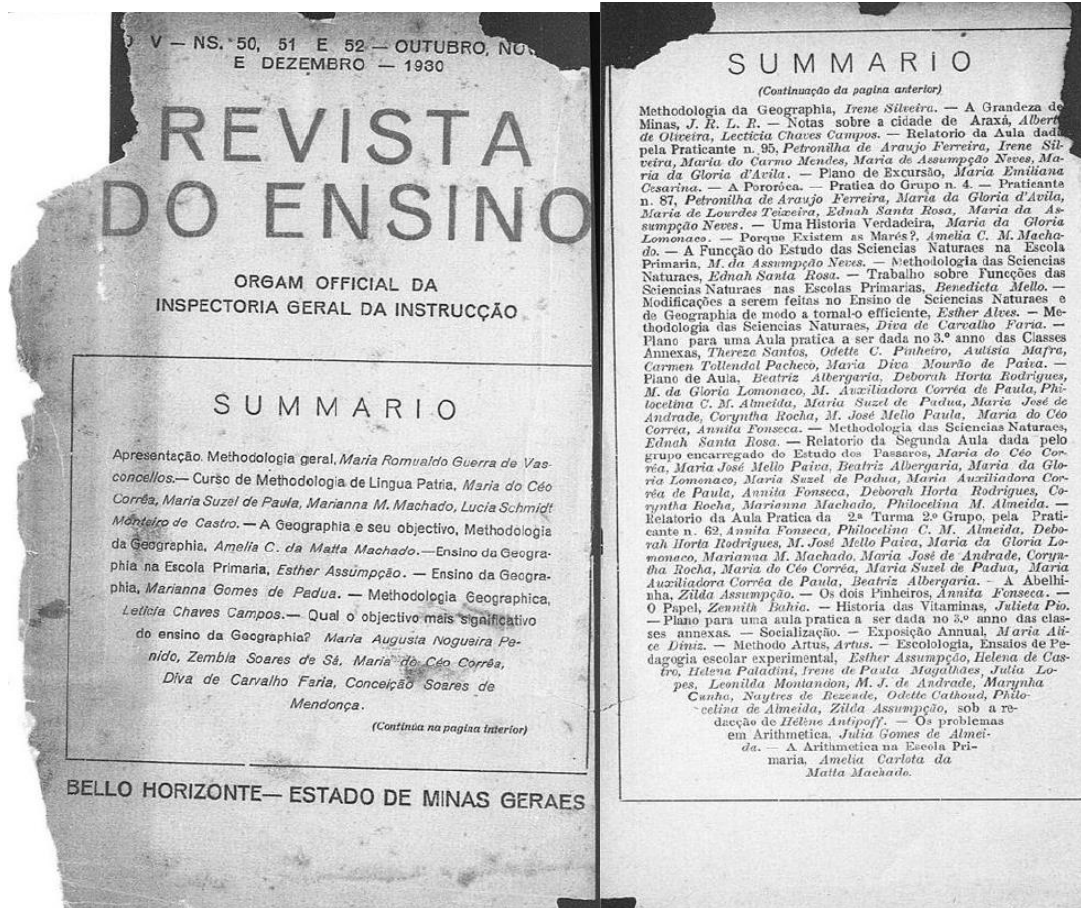 V — NS. 50, 51 E 52 — OUTUBRO,
E DEZEMBRO — 1930
REVISTA
DO ENSINO
ORGAM OFFICIAL DA
INSPECTORIA GERAL DA INSTRUCÇÃO
SUMMARIO
Apresentação. Methodologia geral, Maria Romualdo Guerra de Vas-
concellos.— Curso de Methodologia de Lingua Patria, Maria do Céo
Corrêa, Maria Suzel de Paula, Marianna M. Machado, Lucia Schmidt
Monteiro de Castro. — A Geographia e seu objectivo, Methodologia
da Geographia, Amelia C. da Matta Machado.—Ensino da Geogra-
phia na Escola Primaria, Esther Assumpção. — Ensino da Geogra-
phia, Marianna Gomes de Padua. — Methodologia Geographica,
Leticia Chaves Campos.— Qual o objectivo mais significativo
do ensino da Geographia? Maria Augusta Nogueira Pe-
nido, Zembla Soares de Sá, Maria do Céo Corrêa,
Diva de Carvalho Faria, Conceição Soares de
Mendonça.
(Continúa na pagina interior)
BELLO HORIZONTE— ESTADO DE MINAS GERAES
SUMMARIO
(Continuação da pagina anterior)
Methodologia da Geographia, Irene Silveira. — A Grandeza de
Minas, J. R. L. R. — Notas sobre a cidade de Araxá, Albert
de Oliveira, Lecticia Chaves Campos. — Relatorio da Aula dada
pela Praticante n. 95, Petronilha de Araujo Ferreira, Irene Sil-
veira, Maria do Carmo Mendes, Maria de Assumpção Neves, Ma-
ria da Gloria d'Avila. — Plano de Excursão, Maria Emiliana
Cesarina. — A Pororóca. — Pratica do Grupo n. 4. — Praticante
n. 87, Petronilha de Araujo Ferreira, Maria da Gloria d'Avila,
Maria de Lourdes Teixeira, Ednah Santa Rosa, Maria da As-
sumpção Neves. — Uma Historia Verdadeira, Maria da Gloria
Lomonaco. — Porque Existem as Marés?, Amelia C. M. Macha-
do. — A Funcção do Estudo das Sciencias Naturaes na Escola
Primaria, M. da Assumpção Neves. — Methodologia das Sciencias
Naturaes, Ednah Santa Rosa. — Trabalho sobre Funcções das
Sciencias Naturaes nas Escolas Primarias, Benedicta Mello. —
Modificações a serem feitas no Ensino de Sciencias Naturaes e
de Geographia de modo a tornal-o efficiente, Esther Alves. — Me-
thodologia das Sciencias Naturaes, Diva de Carvalho Faria. —
Plano para uma Aula pratica a ser dada no 3.º anno das Classes
Annexas, Thereza Santos, Odette C. Pinheiro, Aulisia Mafra,
Carmen Tollendal Pacheco, Maria Diva Mourão de Paiva. —
Plano de Aula, Beatriz Albergaria, Deborah Horta Rodrigues,
M. da Gloria Lomonaco, M. Auxiliadora Corrêa de Paula, Phi-
locelina C. M. Almeida, Maria Suzel de Padua, Maria José de
Andrade, Coryntha Rocha, M. José Mello Paula, Maria do Céo
Corrêa, Annita Fonseca. — Methodologia das Sciencias Naturaes,
Ednah Santa Rosa. — Relatorio da Segunda Aula dada pelo
grupo encarregado do Estudo dos Passaros, Maria do Céo Cor-
rêa, Maria José Mello Paiva, Beatriz Albergaria, Maria da Glo-
ria Lomonaco, Maria Suzel de Padua, Maria Auxiliadora Cor-
rêa de Paula, Annita Fonseca, Deborah Horta Rodrigues, Co-
ryntha Rocha, Marianna Machado, Philocelina M. Almeida. —
Relatorio da Aula Pratica da 2.ª Turma 2.º Grupo, pela Prati-
cante n. 62, Annita Fonseca, Philocelina C. M. Almeida, Debo-
rah Horta Rodrigues, M. José Mello Paiva, Maria da Gloria Lo-
monaco, Marianna M. Machado, Maria José de Andrade, Coryn-
tha Rocha, Maria do Céo Corrêa, Maria Suzel de Padua, Maria
Auxiliadora Corrêa de Paula, Beatriz Albergaria. — A Abelhi-
nha, Zilda Assumpção. — Os dois Pinheiros, Annita Fonseca. —
O Papel, Zennith Bahia. — Historia das Vitaminas, Julieta Pio.
— Plano para uma aula pratica a ser dada no 3.º anno das clas-
ses annexas. — Socialização. — Exposição Annual, Maria Ali-
ce Diniz. — Methodo Artus, Artus. — Escolologia, Ensaios de Pe-
dagogia escolar experimental, Esther Assumpção, Helena de Cas-
tro, Helena Paladini, Irene de Paula Magalhães, Julia Lo-
pes, Leonilda Montandon, M. J. de Andrade, Marynha
Cunha, Naytres de Rezende, Odette Cathoud, Philo-
celina de Almeida, Zilda Assumpção, sob a re-
dacção de Hélène Antipoff. — Os problemas
em Arithmetica, Julia Gomes de Almei-
da. — A Arithmetica na Escola Pri-
maria, Amelia Carlota da
Matta Machado.